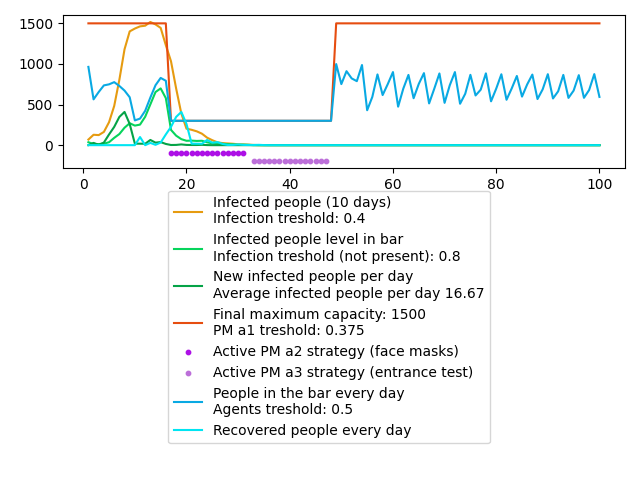 1500
1000
500
0
0
20
40
60
80
100
Infected people (10 days)
Infection treshold: 0.4
Infected people level in bar
Infection treshold (not present): 0.8
New infected people per day
Average infected people per day 16.67
Final maximum capacity: 1500
PM a1 treshold: 0.375
Active PM a2 strategy (face masks)
Active PM a3 strategy (entrance test)
People in the bar every day
Agents treshold: 0.5
Recovered people every day